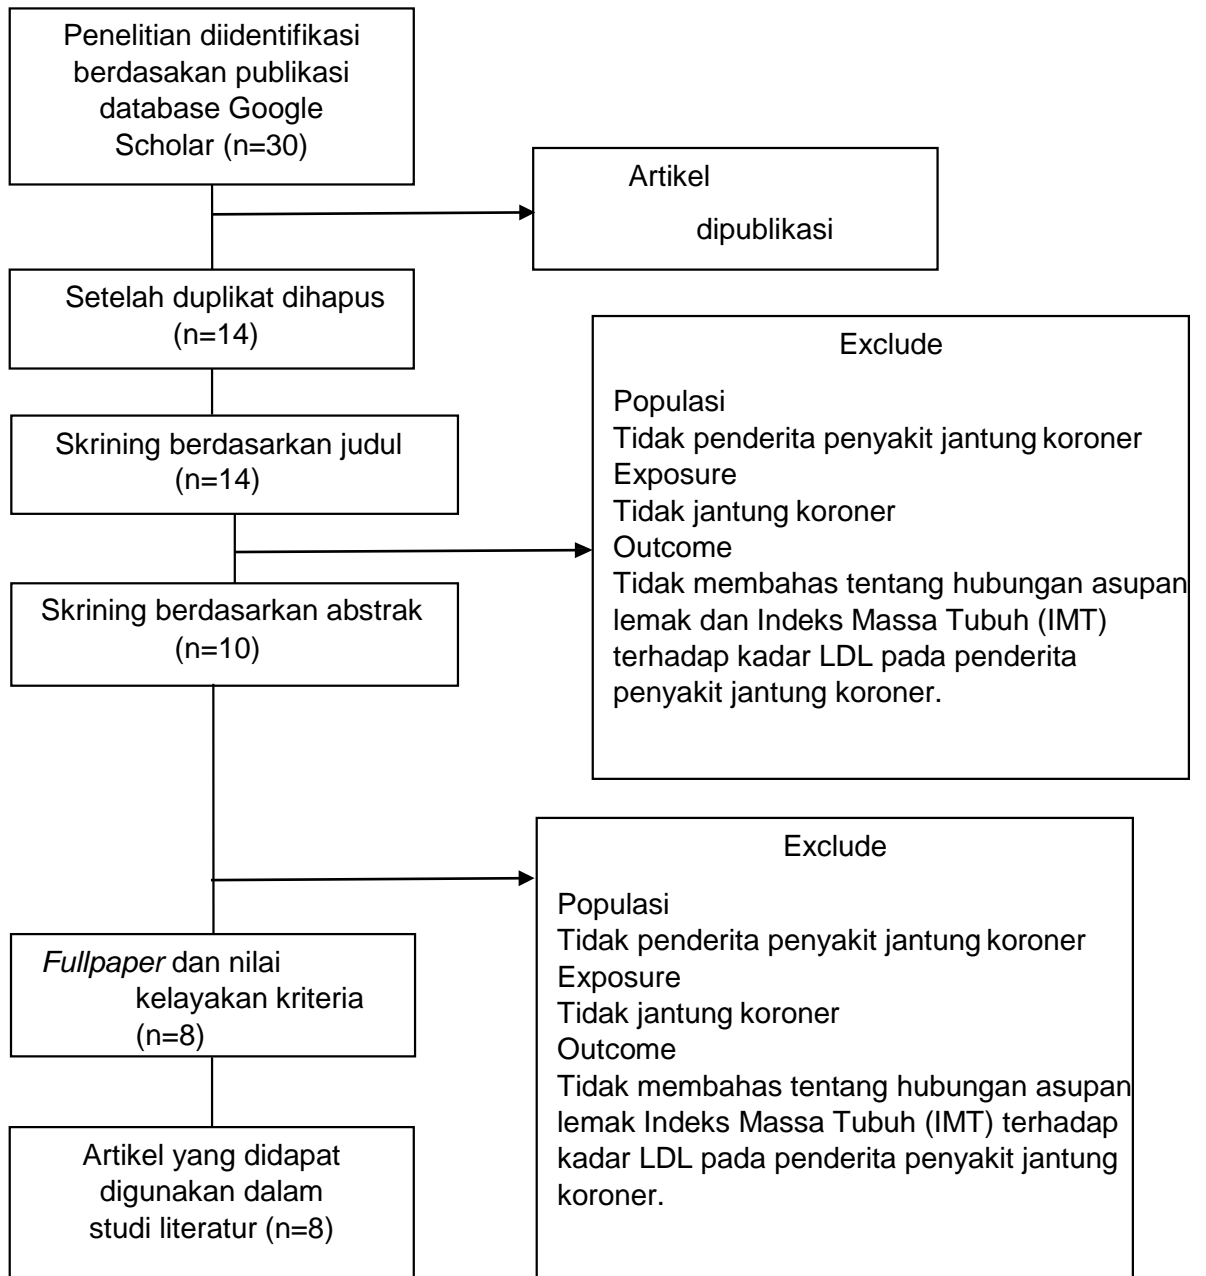 Penelitian diidentifikasi
berdasakan publikasi
database Google
Scholar (n=30)
Artikel
dipublikasi
Setelah duplikat dihapus
(n=14)
Skrining berdasarkan judul
(n=14)
Exclude
Populasi
Tidak penderita penyakit jantung koroner
Exposure
Tidak jantung koroner
Outcome
Tidak membahas tentang hubungan asupan
lemak dan Indeks Massa Tubuh (IMT)
terhadap kadar LDL pada penderita
penyakit jantung koroner.
Skrining berdasarkan abstrak
(n=10)
Exclude
Populasi
Tidak penderita penyakit jantung koroner
Exposure
Tidak jantung koroner
Outcome
Tidak membahas tentang hubungan asupan
lemak Indeks Massa Tubuh (IMT) terhadap
kadar LDL pada penderita penyakit jantung
koroner.
Fullpaper dan nilai
kelayakan kriteria
(n=8)
Artikel yang didapat
digunakan dalam
studi literatur (n=8)